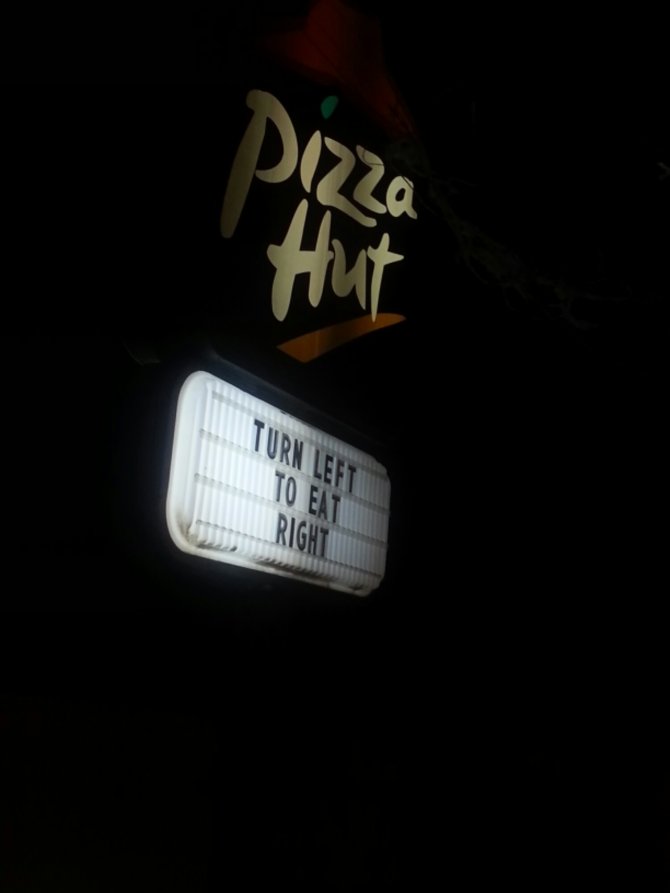 Pizza
Hut
TURN LEFT
TO EAT
RIGHT